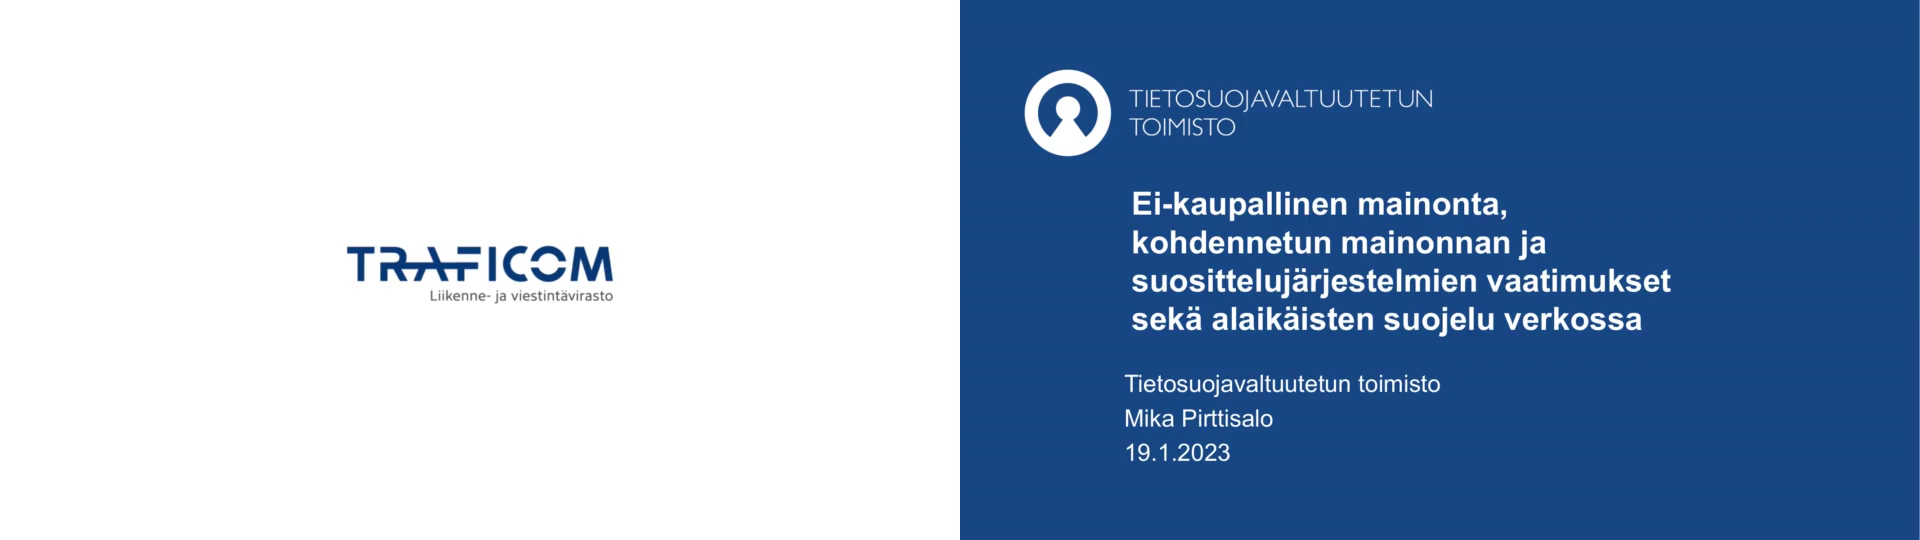 TRAFICOM
Liikenne- ja viestintävirasto
TIETOSUOJAVALTUUTETUN
TOIMISTO
Ei-kaupallinen mainonta,
kohdennetun mainonnan ja
suosittelujärjestelmien vaatimukset
sekä alaikäisten suojelu verkossa
Tietosuojavaltuutetun toimisto
Mika Pirttisalo
19.1.2023